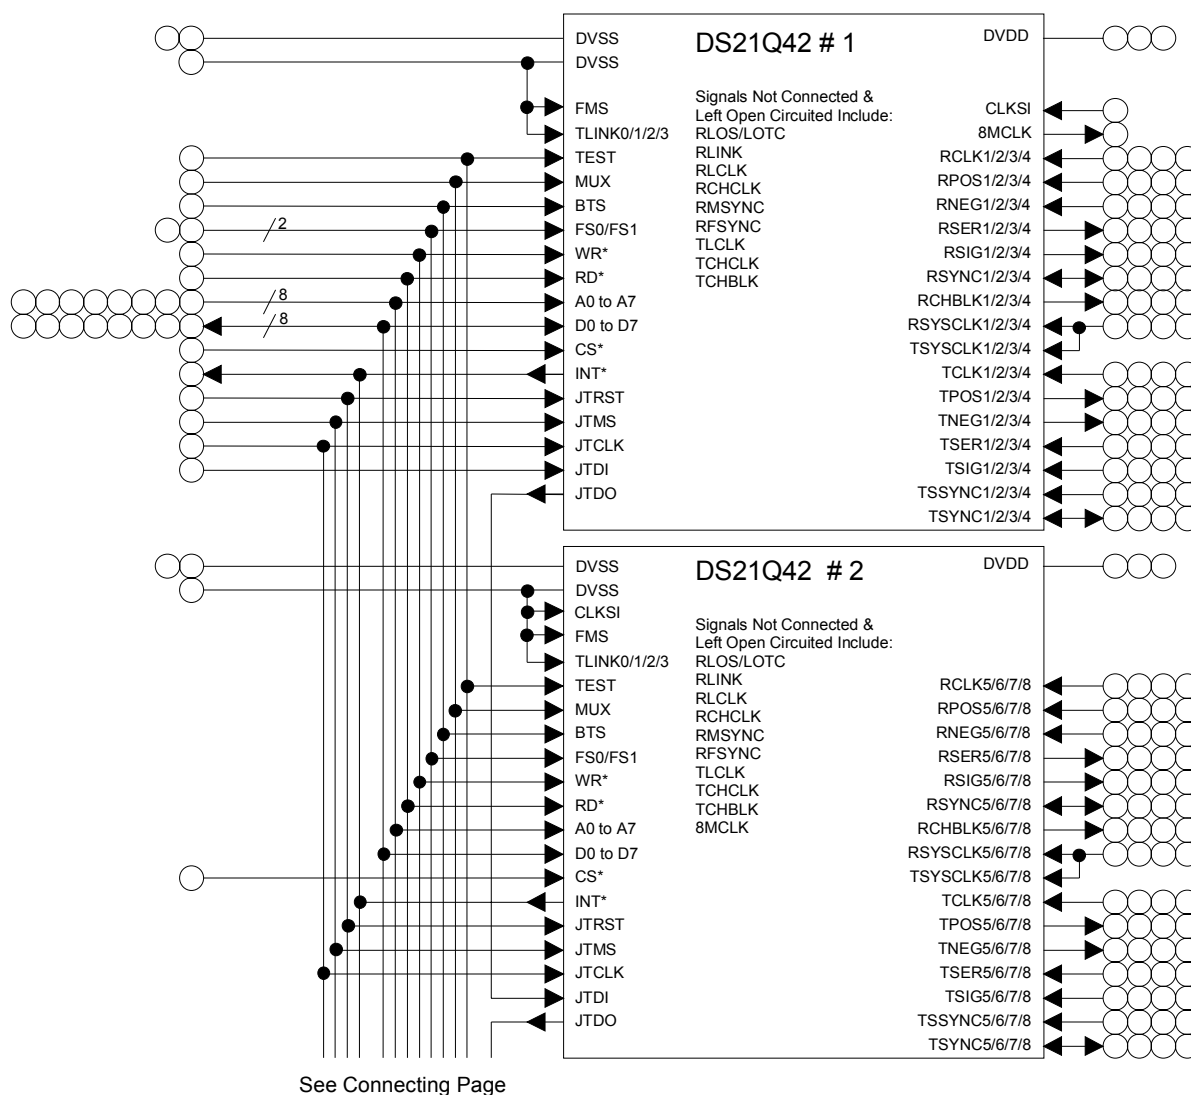 DVSS
DVSS
FMS
TLINK0/1/2/3
TEST
MUX
BTS
2
FS0/FS1
WR*
RD*
8
A0 to A7
8
D0 to D7
CS*
INT*
JTRST
JTMS
JTCLK
JTDI
JTDO
DS21Q42 # 1
Signals Not Connected &
Left Open Circuited Include:
RLOS/LOTC
RLINK
RLCLK
RCHCLK
RMSYNC
RFSYNC
TLCLK
TCHCLK
TCHBLK
DVDD
CLKSI
8MCLK
RCLK1/2/3/4
RPOS1/2/3/4
RNEG1/2/3/4
RSER1/2/3/4
RSIG1/2/3/4
RSYNC1/2/3/4
RCHBLK1/2/3/4
RSYSCLK1/2/3/4
TSYSCLK1/2/3/4
TCLK1/2/3/4
TPOS1/2/3/4
TNEG1/2/3/4
TSER1/2/3/4
TSIG1/2/3/4
TSSYNC1/2/3/4
TSYNC1/2/3/4
DVSS
DVSS
CLKSI
FMS
TLINK0/1/2/3
TEST
MUX
BTS
FS0/FS1
WR*
RD*
A0 to A7
D0 to D7
CS*
INT*
JTRST
JTMS
JTCLK
JTDI
JTDO
DS21Q42 # 2
Signals Not Connected &
Left Open Circuited Include:
RLOS/LOTC
RLINK
RLCLK
RCHCLK
RMSYNC
RFSYNC
TLCLK
TCHCLK
TCHBLK
8MCLK
DVDD
RCLK5/6/7/8
RPOS5/6/7/8
RNEG5/6/7/8
RSER5/6/7/8
RSIG5/6/7/8
RSYNC5/6/7/8
RCHBLK5/6/7/8
RSYSCLK5/6/7/8
TSYSCLK5/6/7/8
TCLK5/6/7/8
TPOS5/6/7/8
TNEG5/6/7/8
TSER5/6/7/8
TSIG5/6/7/8
TSSYNC5/6/7/8
TSYNC5/6/7/8
See Connecting Page